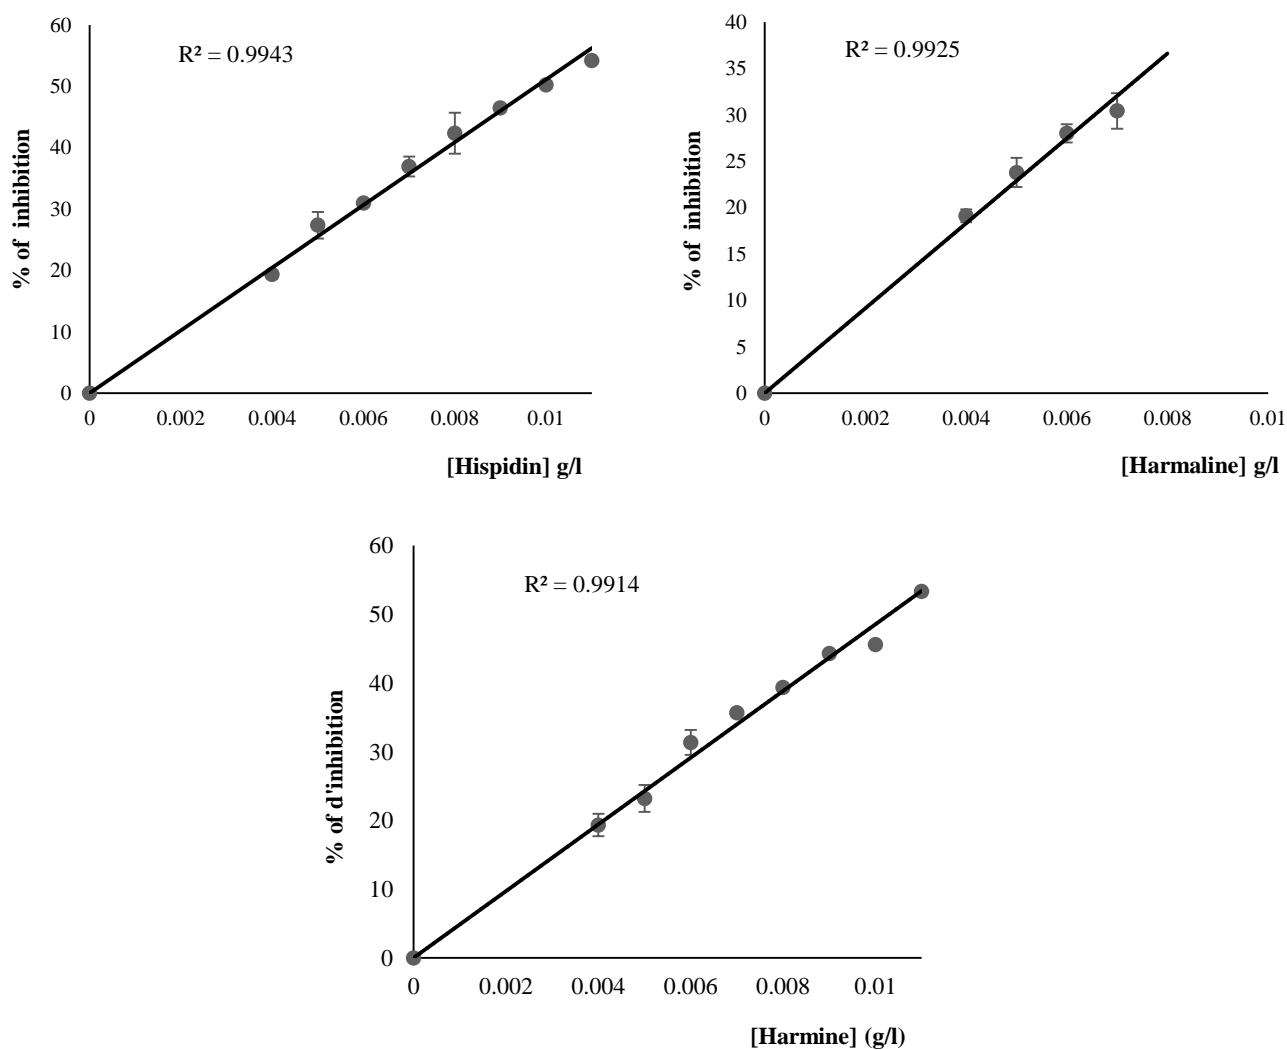 60
50
40
30
20
10
0
R² = 0.9943
% of inhibition
0 0.002 0.004 0.006 0.008 0.01
[Hispidin] g/l
40
35
30
25
20
15
10
5
0
R² = 0.9925
% of inhibition
0 0.002 0.004 0.006 0.008 0.01
[Harmaline] g/l
60
50
40
30
20
10
0
R² = 0.9914
% of d'inhibition
0 0.002 0.004 0.006 0.008 0.01
[Harmine] (g/l)